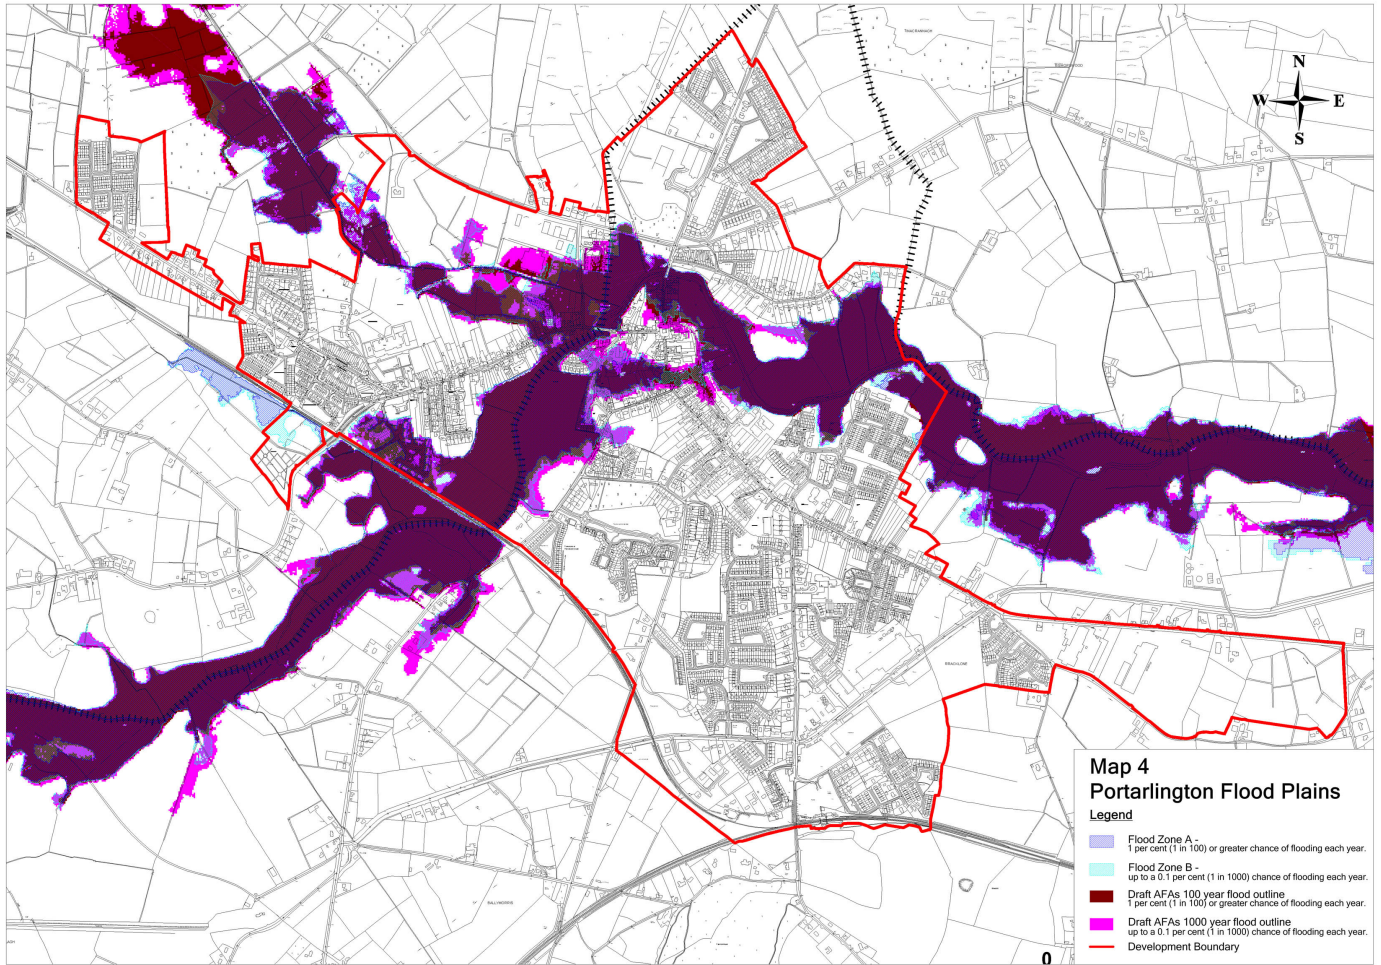 N
W E
S
BALLYMORRIS
Map 4
Portarlington Flood Plains
Legend
Flood Zone A -
1 per cent (1 in 100) or greater chance of flooding each year.
Flood Zone B -
up to a 0.1 per cent (1 in 1000) chance of flooding each year.
Draft AFAs 100 year flood outline
1 per cent (1 in 100) or greater chance of flooding each year.
Draft AFAs 1000 year flood outline
up to a 0.1 per cent (1 in 1000) chance of flooding each year.
Development Boundary
0